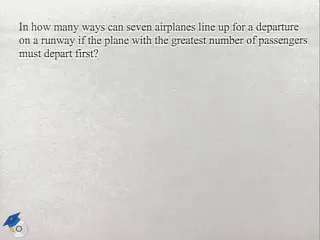 In how many ways can seven airplanes line up for a departure
on a runway if the plane with the greatest number of passengers
must depart first?